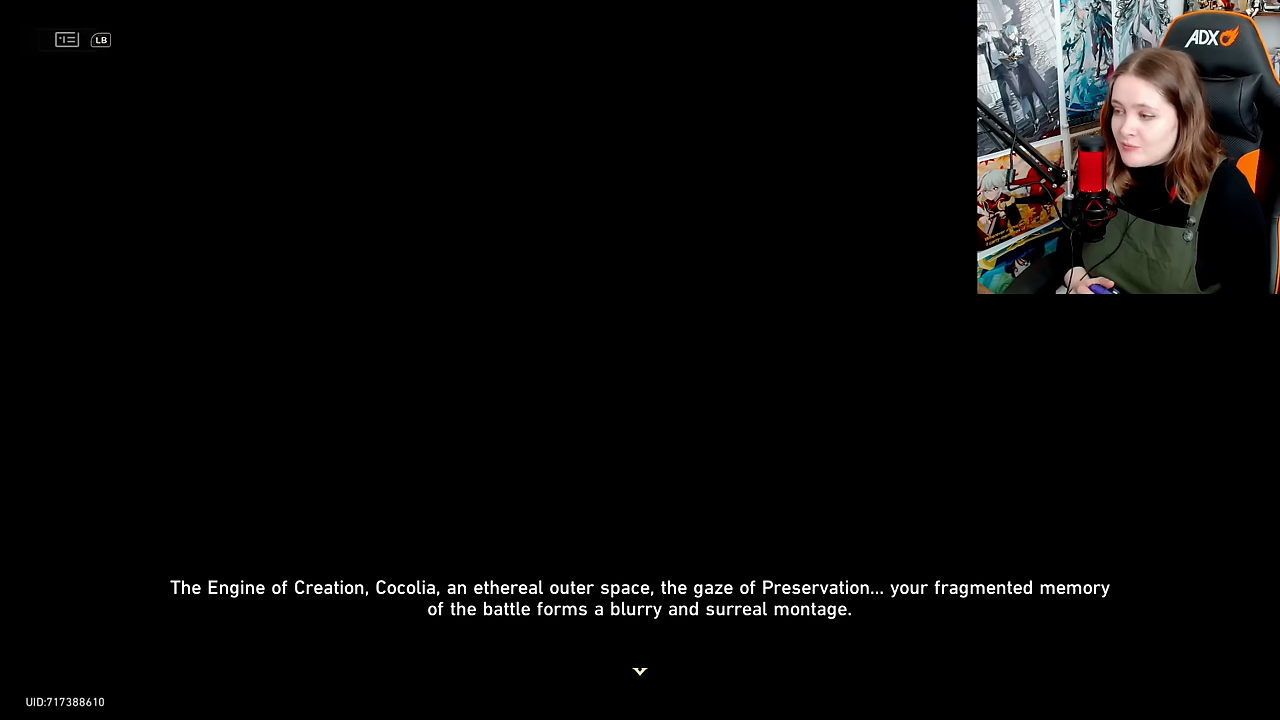 LB
ADX
The Engine of Creation, Cocolia, an ethereal outer space, the gaze of Preservation... your fragmented memory
of the battle forms a blurry and surreal montage.
UID:717388610